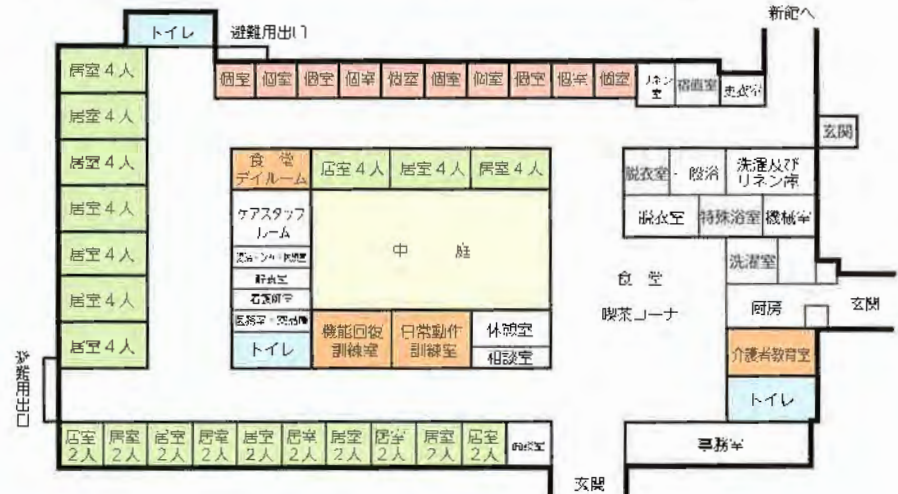 新館へ
トイレ
避難用出口
居室4人
個室
個室
個室
個室
個室
個室
個室
個室
個室
個室
リネン
室
宿直室
更衣室
居室4人
玄関
居室4人
食堂
デイルーム
居室4人
居室4人
居室4人
脱衣室
一般浴
洗濯及び
リネン庫
居室4人
ケアスタッフ
ルーム
中庭
脱衣室
特殊浴室
機械室
居室4人
食堂
喫茶コーナ
洗濯室
静養室
看護師室
居室4人
厨房
玄関
居室4人
トイレ
機能回復
訓練室
日常動作
訓練室
休憩室
相談室
介護者教育室
避難用出口
トイレ
居室
2人
居室
2人
居室
2人
居室
2人
居室
2人
居室
2人
居室
2人
居室
2人
居室
2人
居室
2人
事務室
玄関